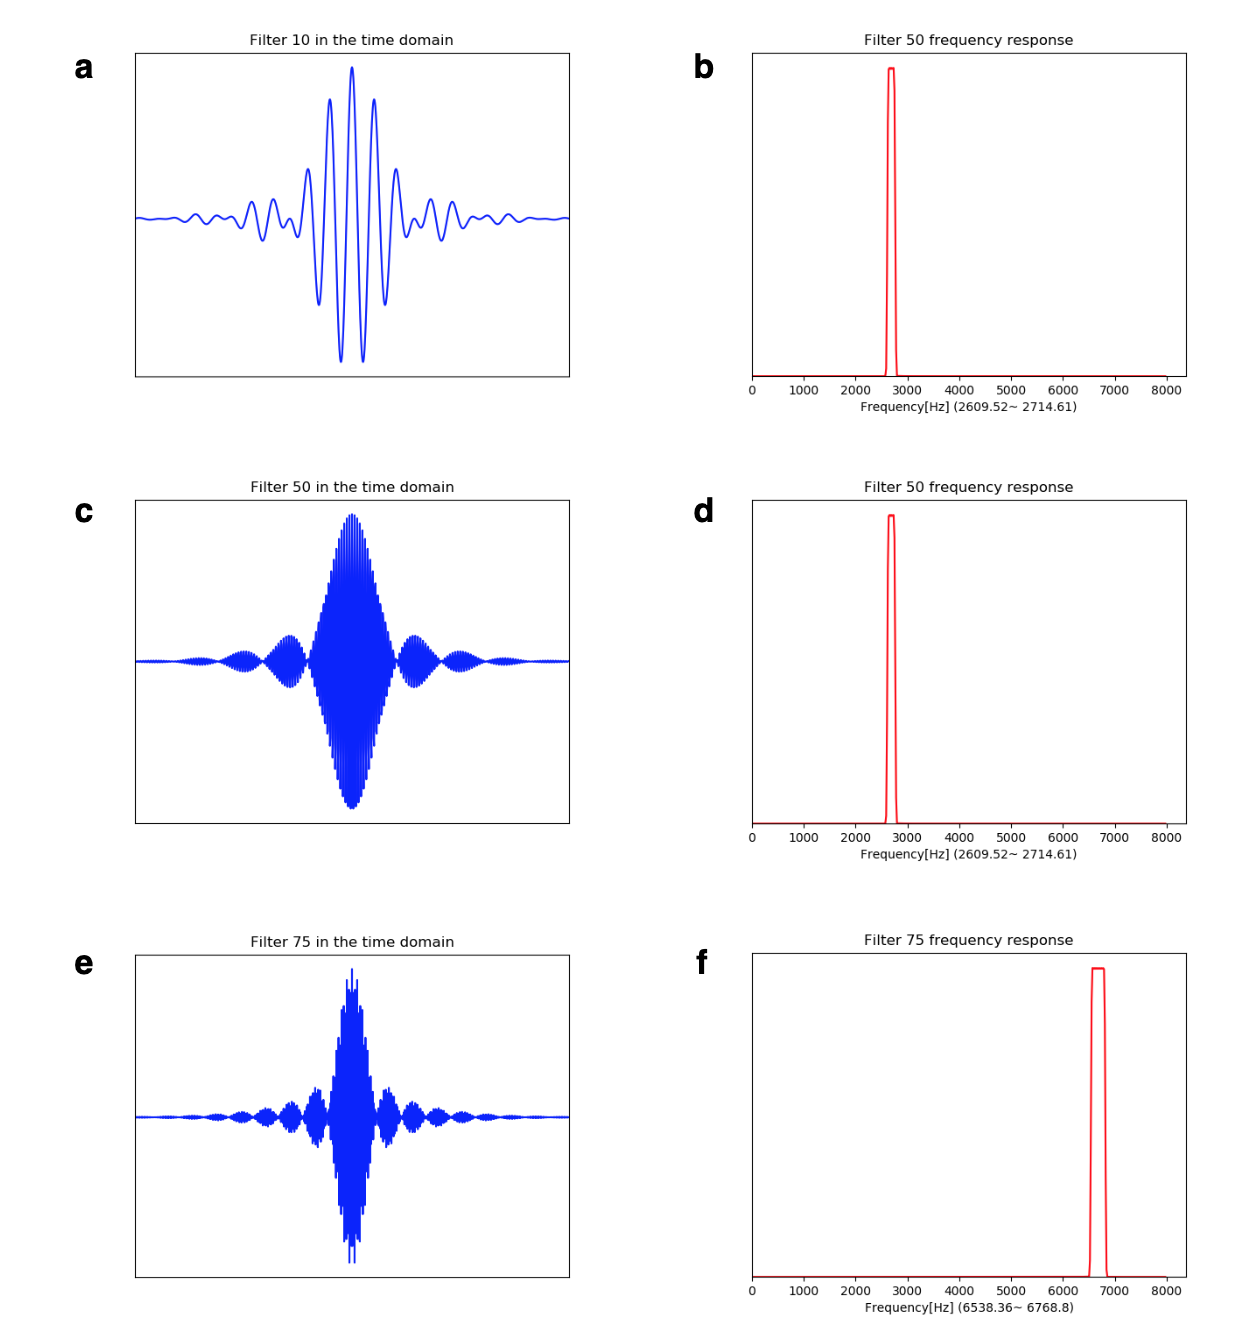 Filter 10 in the time domain
a
Filter 50 frequency response
b
0 1000 2000 3000 4000 5000 6000 7000 8000
Frequency[Hz] (2609.52~ 2714.61)
Filter 50 in the time domain
c
Filter 50 frequency response
d
0 1000 2000 3000 4000 5000 6000 7000 8000
Frequency[Hz] (2609.52~ 2714.61)
Filter 75 in the time domain
e
Filter 75 frequency response
f
0 1000 2000 3000 4000 5000 6000 7000 8000
Frequency[Hz] (6538.36~ 6768.8)